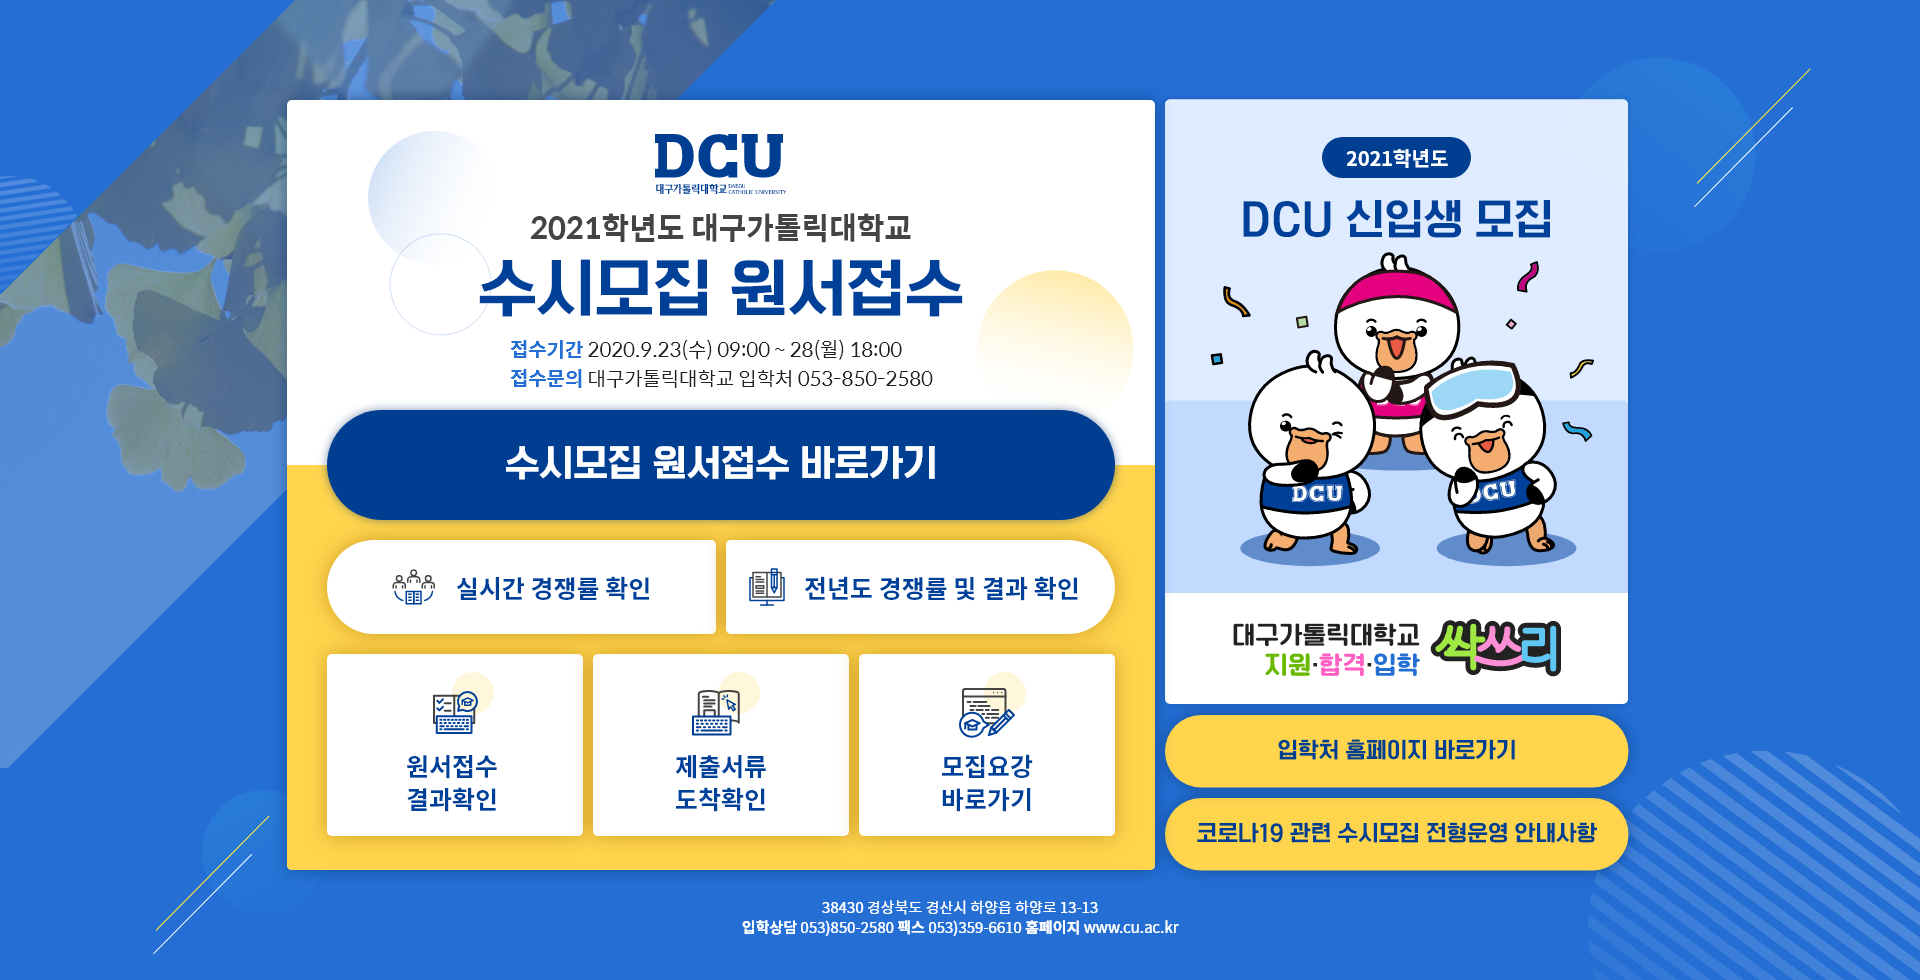 DCU
대구가톨릭대학교 DAEGU CATHOLIC UNIVERSITY
2021학년도 대구가톨릭대학교
수시모집 원서접수
접수기간 2020.9.23(수) 09:00 ~ 28(월) 18:00
접수문의 대구가톨릭대학교 입학처 053-850-2580
수시모집 원서접수 바로가기
실시간 경쟁률 확인
전년도 경쟁률 및 결과 확인
원서접수
결과확인
제출서류
도착확인
모집요강
바로가기
2021학년도
DCU 신입생 모집
DCU
DCU
대구가톨릭대학교
지원·합격·입학
싹쓰리
입학처 홈페이지 바로가기
코로나19 관련 수시모집 전형운영 안내사항
38430 경상북도 경산시 하양읍 하양로 13-13
입학상담 053)850-2580 팩스 053)359-6610 홈페이지 www.cu.ac.kr